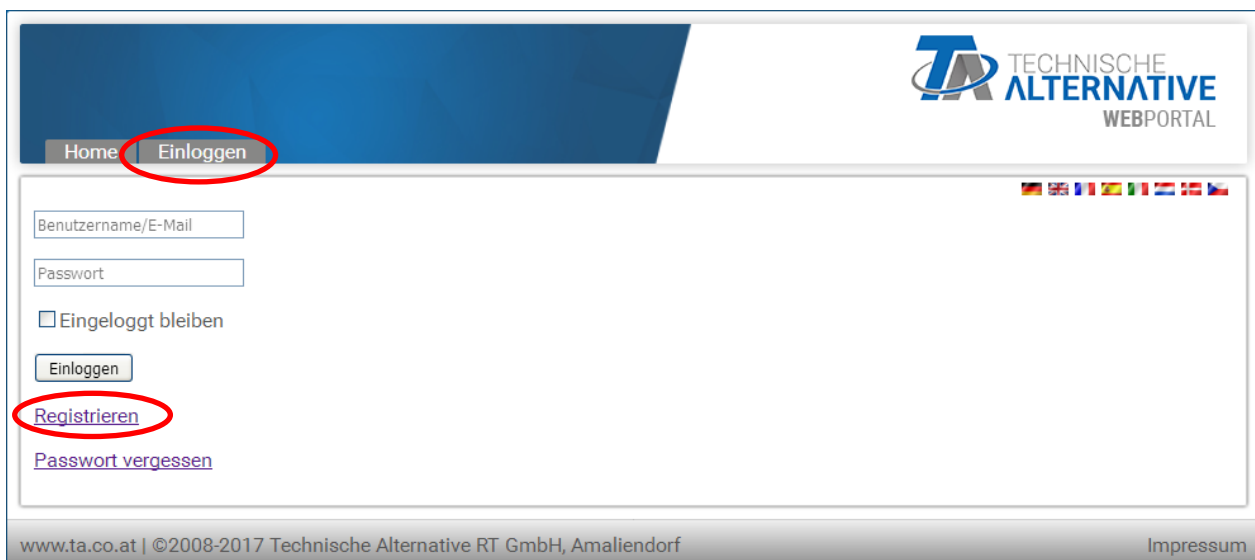 TECHNISCHE
ALTERNATIVE
WEBPORTAL
Home Einloggen
Benutzername/E-Mail
Passwort
Eingeloggt bleiben
Einloggen
Registrieren
Passwort vergessen
www.ta.co.at | ©2008-2017 Technische Alternative RT GmbH, Amaliendorf Impressum